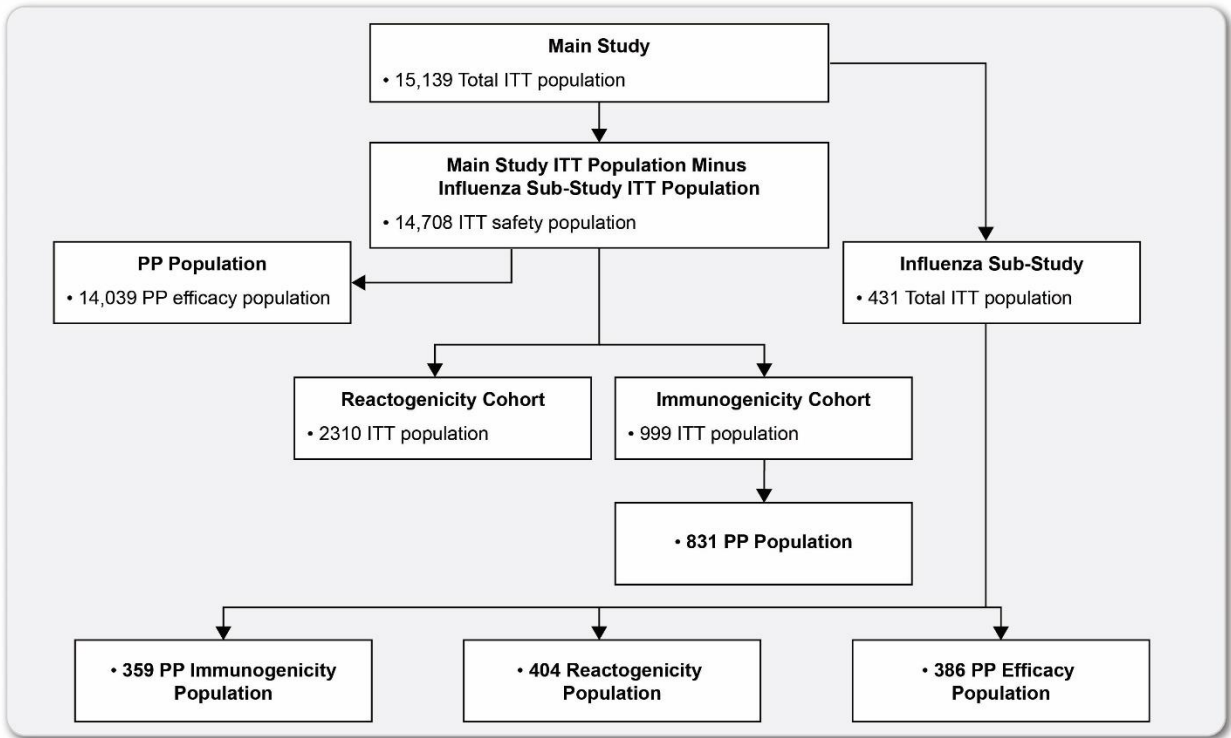 Main Study
• 15,139 Total ITT population
Main Study ITT Population Minus
Influenza Sub-Study ITT Population
• 14,708 ITT safety population
PP Population
• 14,039 PP efficacy population
Influenza Sub-Study
• 431 Total ITT population
Reactogenicity Cohort
• 2310 ITT population
Immunogenicity Cohort
• 999 ITT population
• 831 PP Population
• 359 PP Immunogenicity
Population
• 404 Reactogenicity
Population
• 386 PP Efficacy
Population